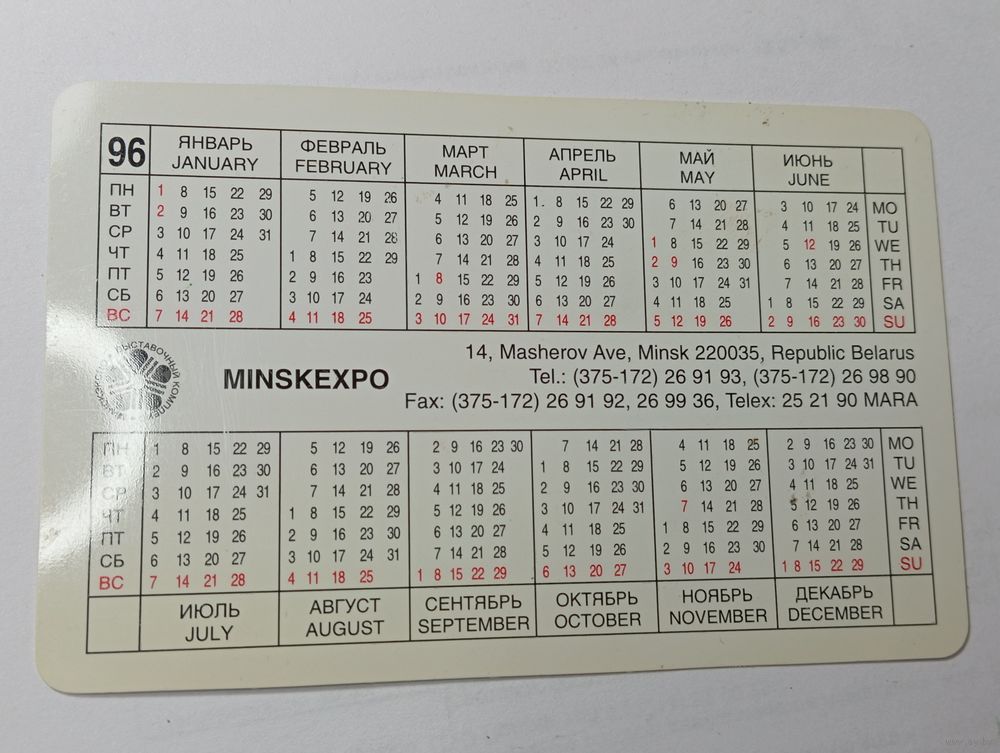 96 ЯНВАРЬ ФЕВРАЛЬ МАРТ АПРЕЛЬ МАЙ ИЮНЬ
JANUARY FEBRUARY MARCH APRIL MAY JUNE
ПН 1 8 15 22 29 5 12 19 26 4 11 18 25 1 8 15 22 29 6 13 20 27 3 10 17 24 MO
ВТ 2 9 16 23 30 6 13 20 27 5 12 19 26 2 9 16 23 30 7 14 21 28 4 11 18 25 TU
СР 3 10 17 24 31 7 14 21 28 6 13 20 27 3 10 17 24 1 8 15 22 29 5 12 19 26 WE
ЧТ 4 11 18 25 1 8 15 22 29 7 14 21 28 4 11 18 25 2 9 16 23 30 6 13 20 27 TH
ПТ 5 12 19 26 2 9 16 23 1 8 15 22 29 5 12 19 26 3 10 17 24 31 7 14 21 28 FR
СБ 6 13 20 27 3 10 17 24 2 9 16 23 30 6 13 20 27 4 11 18 25 1 8 15 22 29 SA
ВС 7 14 21 28 4 11 18 25 3 10 17 24 31 7 14 21 28 5 12 19 26 2 9 16 23 30 SU
14, Masherov Ave, Minsk 220035, Republic Belarus
MINSKEXPO
Tel.: (375-172) 26 91 93, (375-172) 26 98 90
Fax: (375-172) 26 91 92, 26 99 36, Telex: 25 21 90 MARA
ПН 1 8 15 22 29 5 12 19 26 2 9 16 23 30 7 14 21 28 4 11 18 25 2 9 16 23 30 MO
ВТ 2 9 16 23 30 6 13 20 27 3 10 17 24 1 8 15 22 29 5 12 19 26 3 10 17 24 31 TU
СР 3 10 17 24 31 7 14 21 28 4 11 18 25 2 9 16 23 30 6 13 20 27 4 11 18 25 WE
ЧТ 4 11 18 25 1 8 15 22 29 5 12 19 26 3 10 17 24 31 7 14 21 28 5 12 19 26 TH
ПТ 5 12 19 26 2 9 16 23 30 6 13 20 27 4 11 18 25 1 8 15 22 29 6 13 20 27 FR
СБ 6 13 20 27 3 10 17 24 31 7 14 21 28 5 12 19 26 2 9 16 23 30 7 14 21 28 SA
ВС 7 14 21 28 4 11 18 25 1 8 15 22 29 6 13 20 27 3 10 17 24 1 8 15 22 29 SU
ИЮЛЬ АВГУСТ СЕНТЯБРЬ ОКТЯБРЬ НОЯБРЬ ДЕКАБРЬ
JULY AUGUST SEPTEMBER OCTOBER NOVEMBER DECEMBER